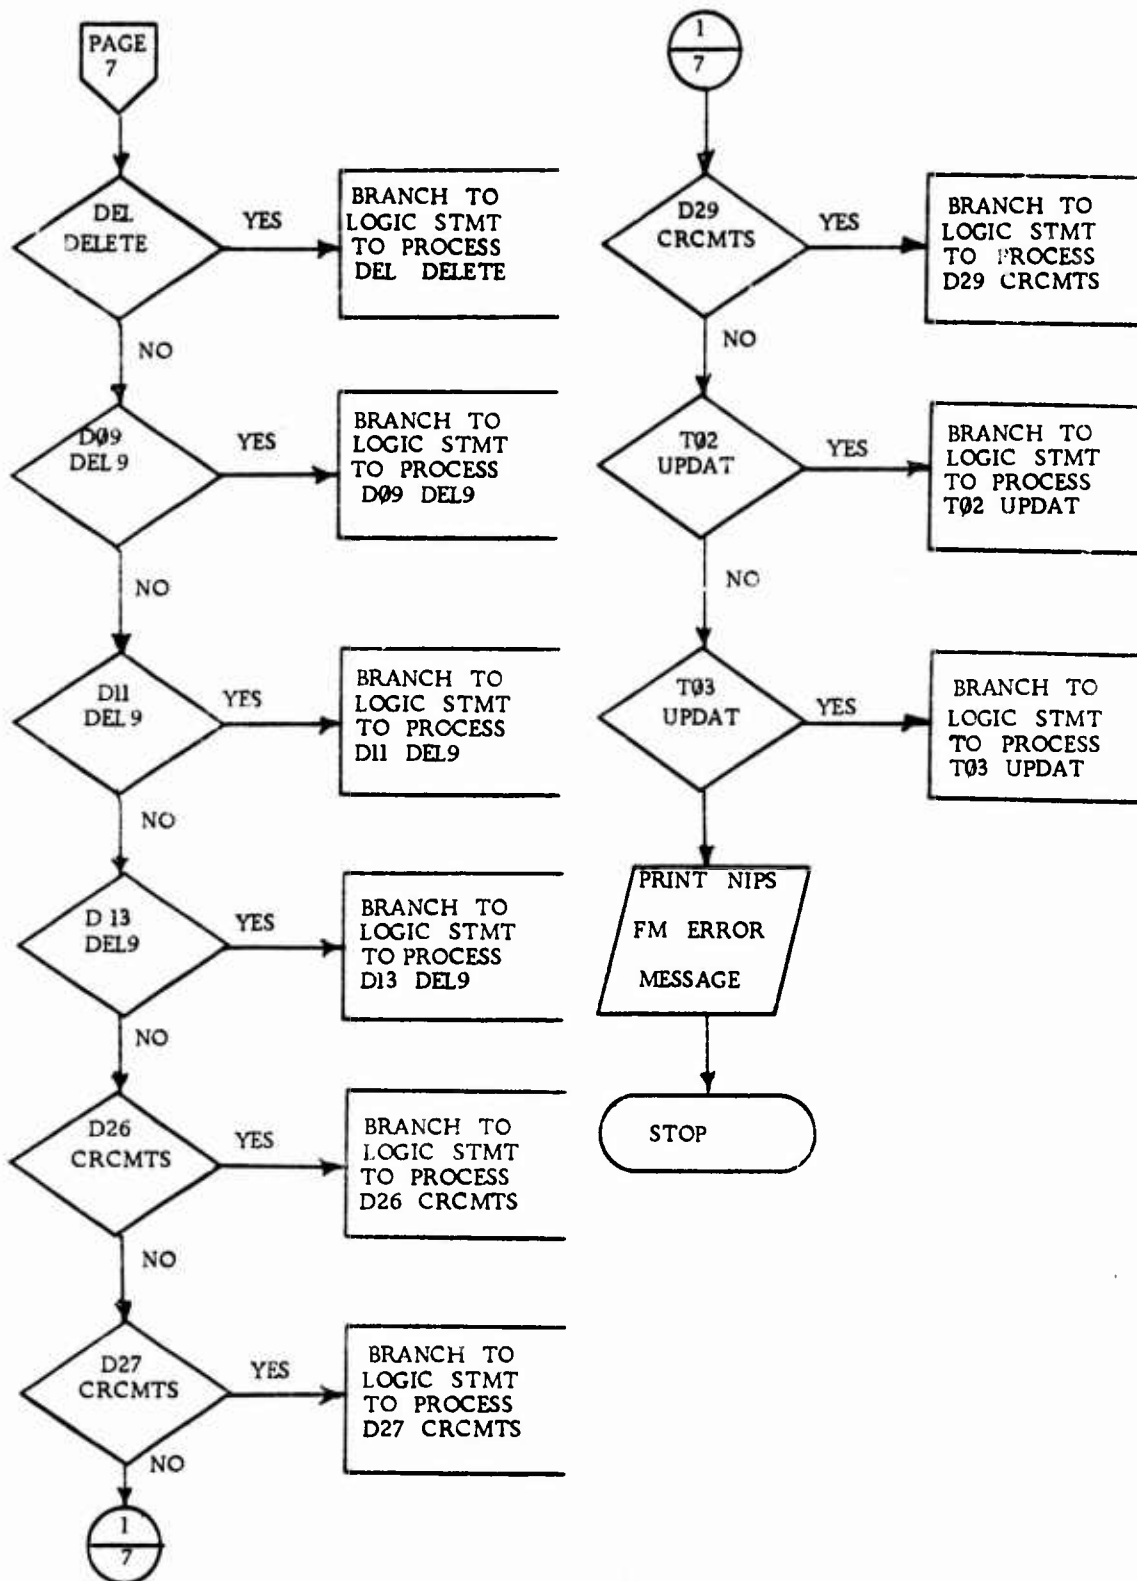 PAGE
7
DEL
DELETE
YES
BRANCH TO
LOGIC STMT
TO PROCESS
DEL DELETE
NO
DØ9
DEL 9
YES
BRANCH TO
LOGIC STMT
TO PROCESS
DØ9 DEL9
NO
D11
DEL 9
YES
BRANCH TO
LOGIC STMT
TO PROCESS
D11 DEL9
NO
D 13
DEL9
YES
BRANCH TO
LOGIC STMT
TO PROCESS
D13 DEL9
NO
D26
CRCMTS
YES
BRANCH TO
LOGIC STMT
TO PROCESS
D26 CRCMTS
NO
D27
CRCMTS
YES
BRANCH TO
LOGIC STMT
TO PROCESS
D27 CRCMTS
NO
1
7
1
7
D29
CRCMTS
YES
BRANCH TO
LOGIC STMT
TO PROCESS
D29 CRCMTS
NO
TØ2
UPDAT
YES
BRANCH TO
LOGIC STMT
TO PROCESS
TØ2 UPDAT
NO
TØ3
UPDAT
YES
BRANCH TO
LOGIC STMT
TO PROCESS
TØ3 UPDAT
PRINT NIPS
FM ERROR
MESSAGE
STOP